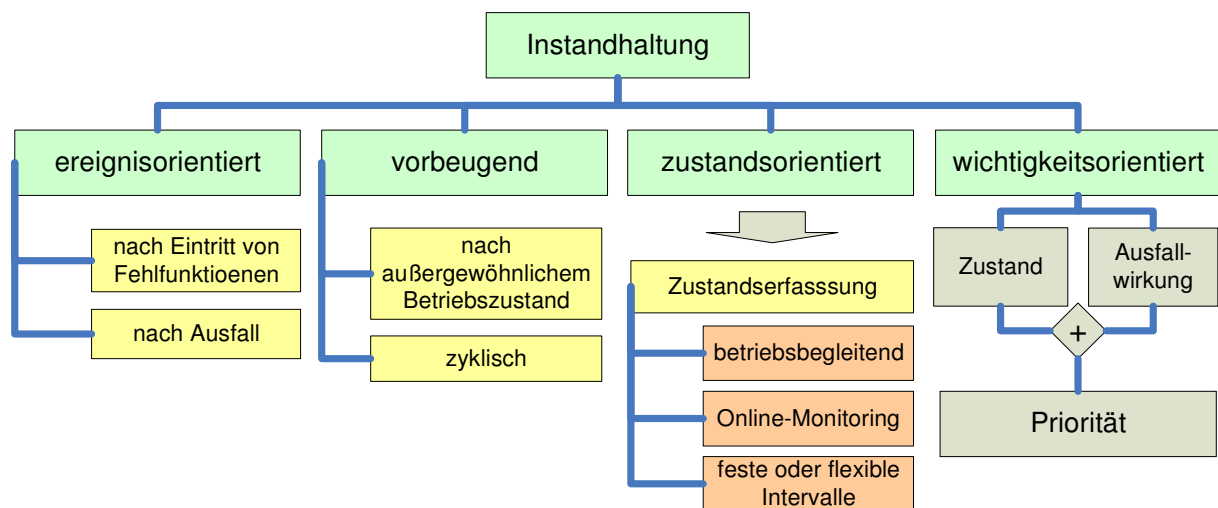 Instandhaltung
ereignisorientiert
nach Eintritt von
Fehlfunktioenen
nach Ausfall
vorbeugend
nach
außergewöhnlichem
Betriebszustand
zyklisch
zustandsorientiert
Zustandserfasssung
betriebsbegleitend
Online-Monitoring
feste oder flexible
Intervalle
wichtigkeitsorientiert
Zustand
Ausfall-
wirkung
+
Priorität